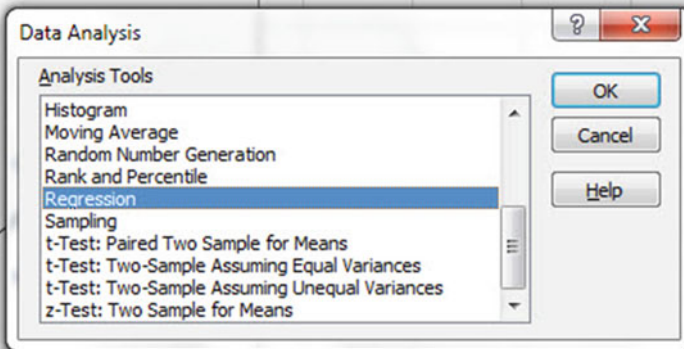 Data Analysis
?
X
Analysis Tools
OK
Histogram
Moving Average
Cancel
Random Number Generation
Rank and Percentile
Regression
Help
Sampling
t-Test: Paired Two Sample for Means
t-Test: Two-Sample Assuming Equal Variances
t-Test: Two-Sample Assuming Unequal Variances
z-Test: Two Sample for Means